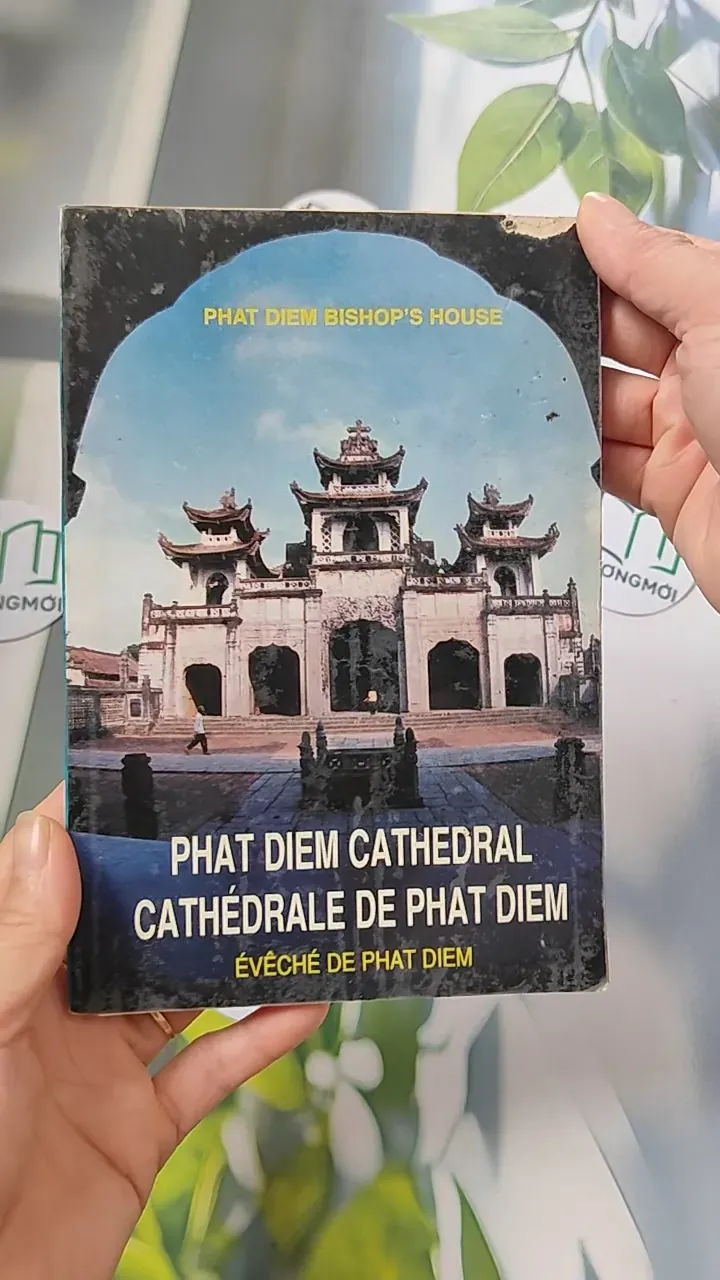 PHAT DIEM BISHOP'S HOUSE
PHAT DIEM CATHEDRAL
CATHÉDRALE DE PHAT DIEM
ÉVÊCHÉ DE PHAT DIEM